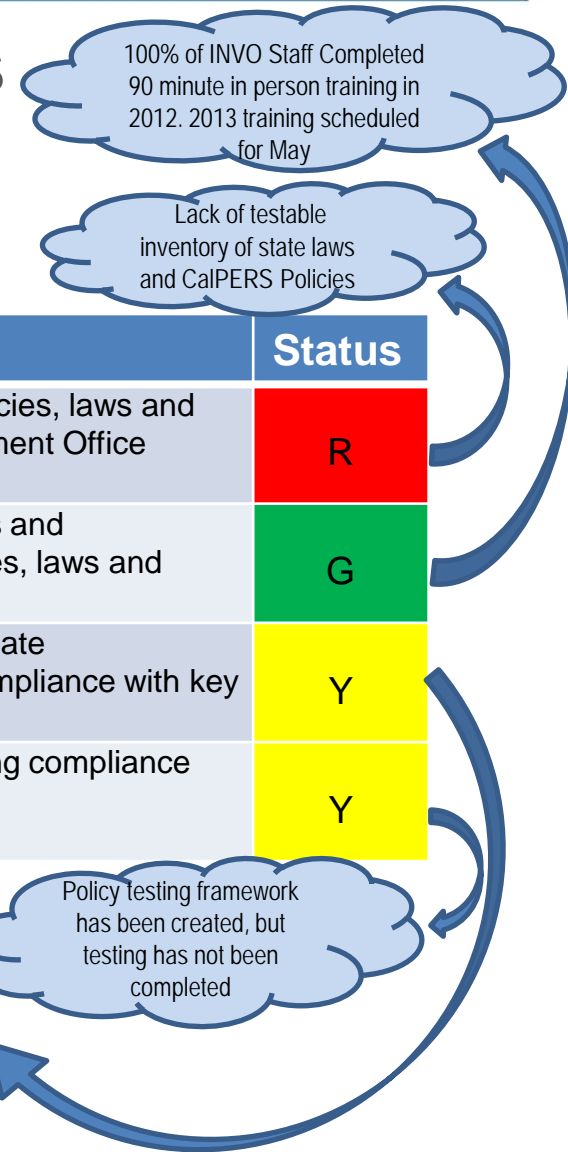 S
100% of INVO Staff Completed
90 minute in person training in
2012. 2013 training scheduled
for May
Lack of testable
inventory of state laws
and CalPERS Policies
Status
cies, laws and
ment Office
R
s and
es, laws and
G
ate
mpliance with key
Y
ng compliance
Y
Policy testing framework
has been created, but
testing has not been
completed